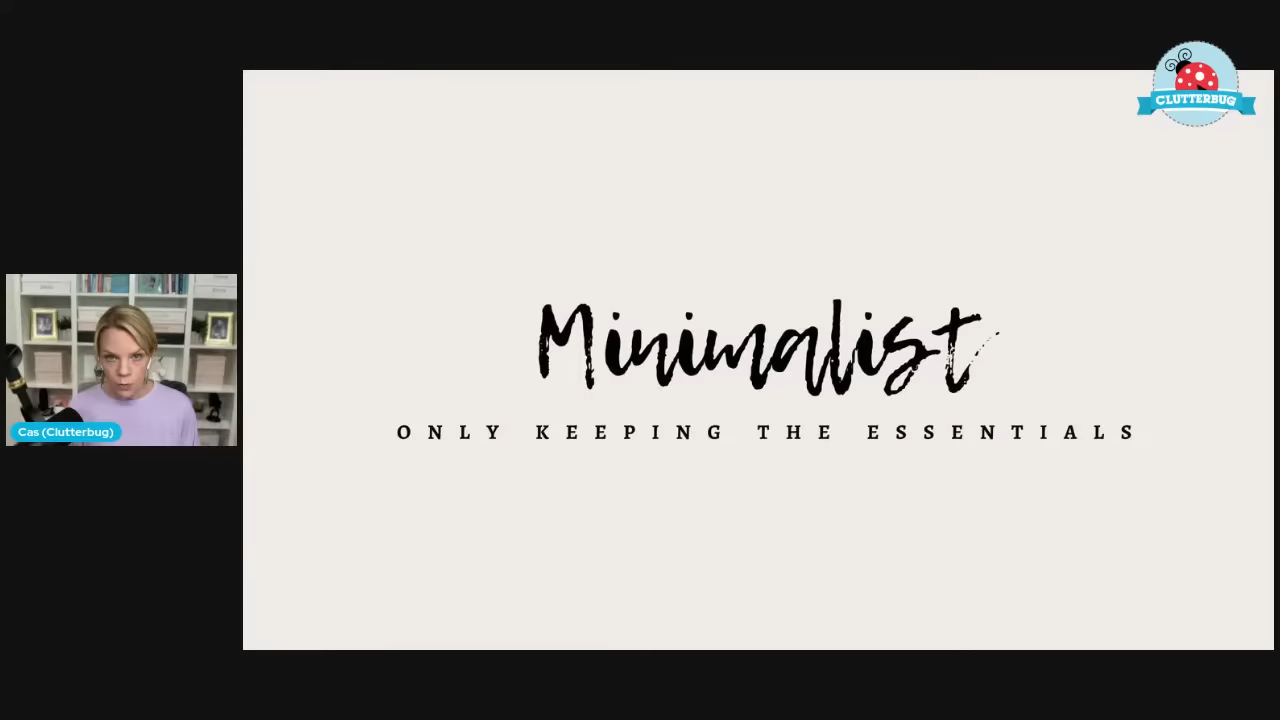 CLUTTERBUG
Minimalist
ONLY KEEPING THE ESSENTIALS
Cas (Clutterbug)